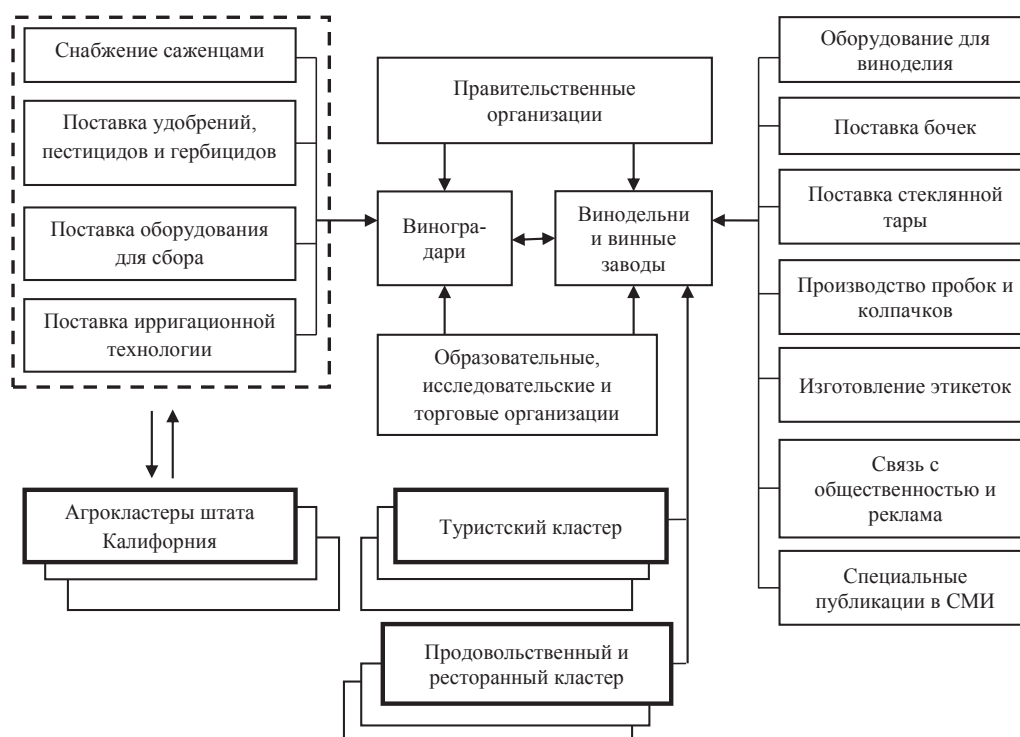 Снабжение саженцами
Поставка удобрений,
пестицидов и гербицидов
Поставка оборудования
для сбора
Поставка ирригационной
технологии
Агрокластеры штата
Калифорния
Правительственные
организации
Виногра-
дари
Винодельни
и винные
заводы
Образовательные,
исследовательские и
торговые организации
Туристский кластер
Продовольственный и
ресторанный кластер
Оборудование для
виноделия
Поставка бочек
Поставка стеклянной
тары
Производство пробок и
колпачков
Изготовление этикеток
Связь с
общественностью и
реклама
Специальные
публикации в СМИ